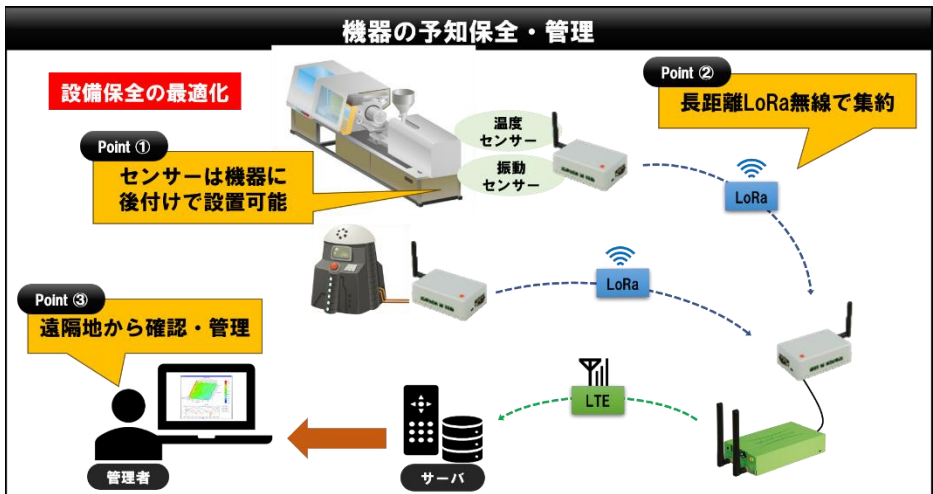 機器の予知保全・管理
設備保全の最適化
Point ①
センサーは機器に
後付けで設置可能
温度
センサー
振動
センサー
Point ②
長距離LoRa無線で集約
LoRa
LoRa
Point ③
遠隔地から確認・管理
LTE
管理者
サーバ